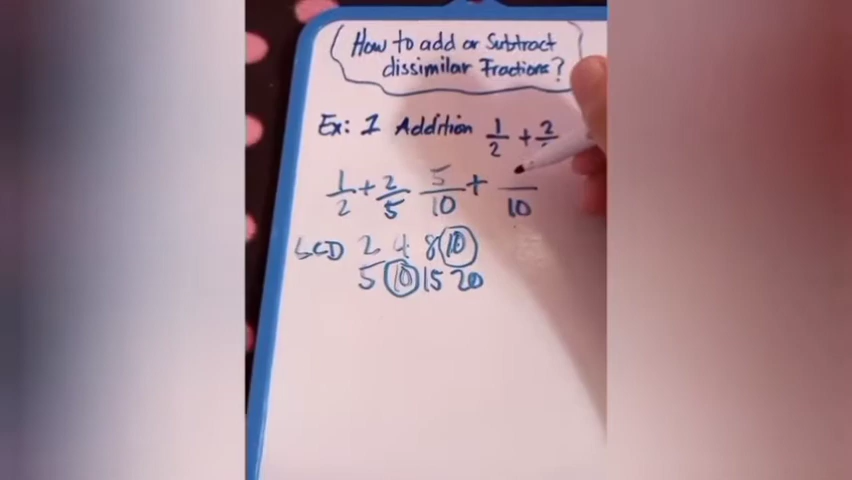 How to add or Subtract
dissimilar Fractions?
Ex: 1 Addition 1/2 + 2/
1/2 + 2/5 5/10 + /10
LCD 2 4 8 10
5 10 15 20